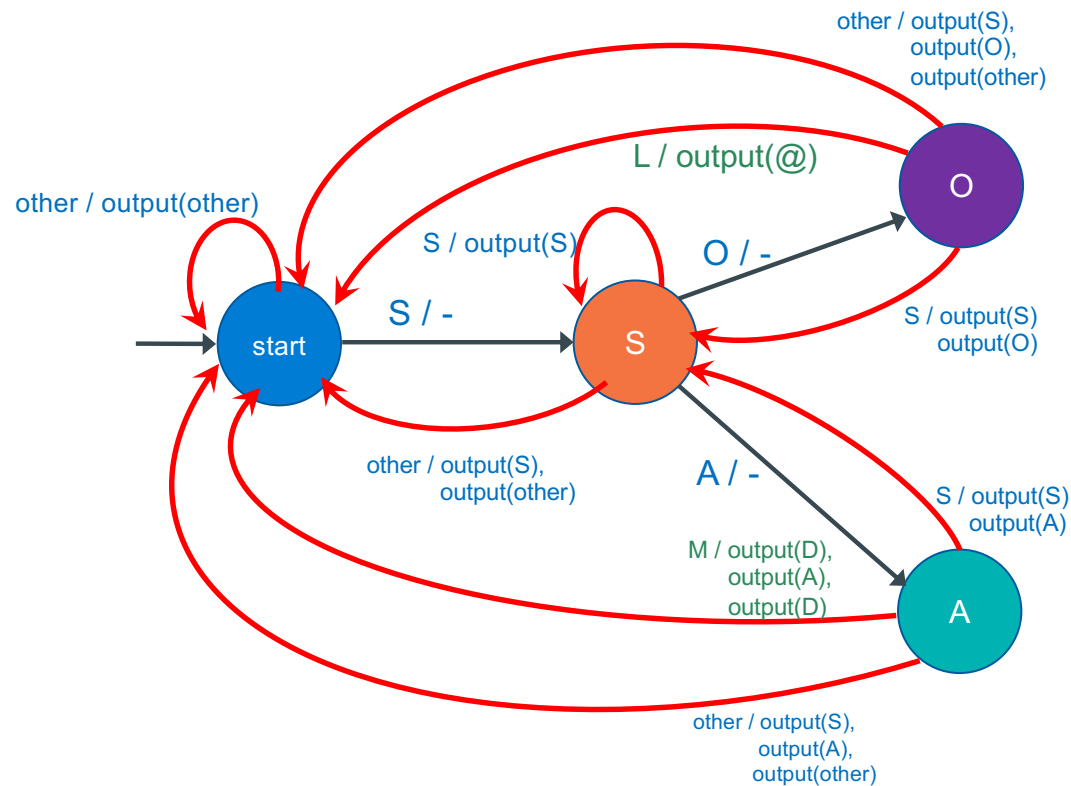 other / output(S),
output(O),
output(other)
L / output(@)
O
other / output(other)
S / output(S)
O / -
S / -
start
S
S / output(S)
output(O)
other / output(S),
output(other)
A / -
S / output(S)
output(A)
M / output(D),
output(A),
output(D)
A
other / output(S),
output(A),
output(other)